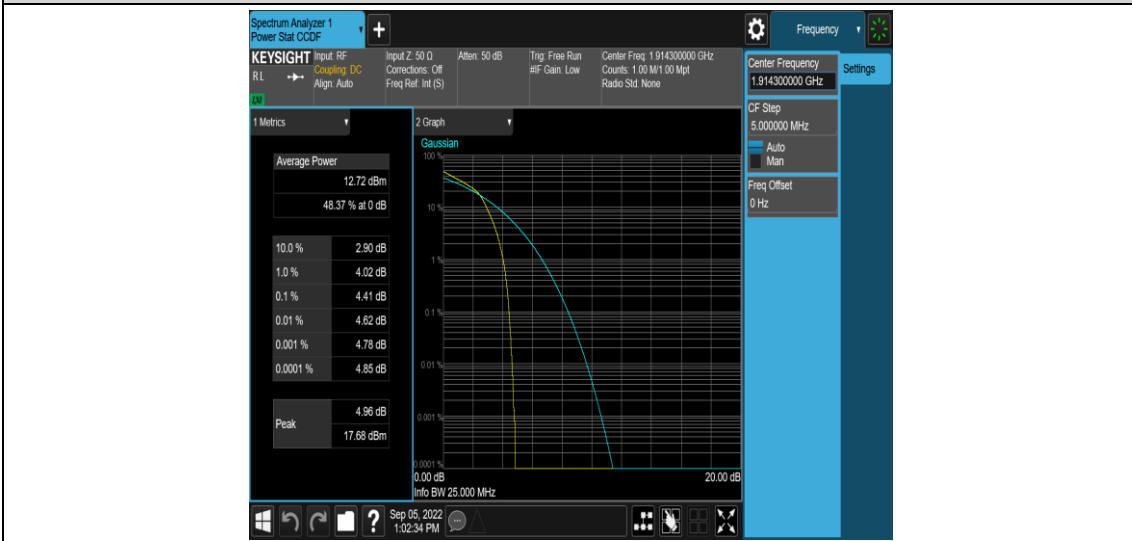 Spectrum Analyzer 1
Power Stat CCDF
+
Frequency
KEYSIGHT
RL
Input: RF
Coupling: DC
Align: Auto
Input Z: 50 Ω
Corrections: Off
Freq Ref: Int (S)
Atten: 50 dB
Trig: Free Run
#IF Gain: Low
Center Freq: 1.914300000 GHz
Counts: 1.00 M/1.00 Mpt
Radio Std: None
Center Frequency
1.914300000 GHz
Settings
CF Step
5.000000 MHz
Auto
Man
Freq Offset
0 Hz
1 Metrics
Average Power
12.72 dBm
48.37 % at 0 dB
10.0 % 2.90 dB
1.0 % 4.02 dB
0.1 % 4.41 dB
0.01 % 4.62 dB
0.001 % 4.78 dB
0.0001 % 4.85 dB
Peak
4.96 dB
17.68 dBm
2 Graph
Gaussian
100 %
10 %
1 %
0.1 %
0.01 %
0.001 %
0.0001 %
0.00 dB 20.00 dB
Info BW 25.000 MHz
?
Sep 05, 2022
1:02:34 PM